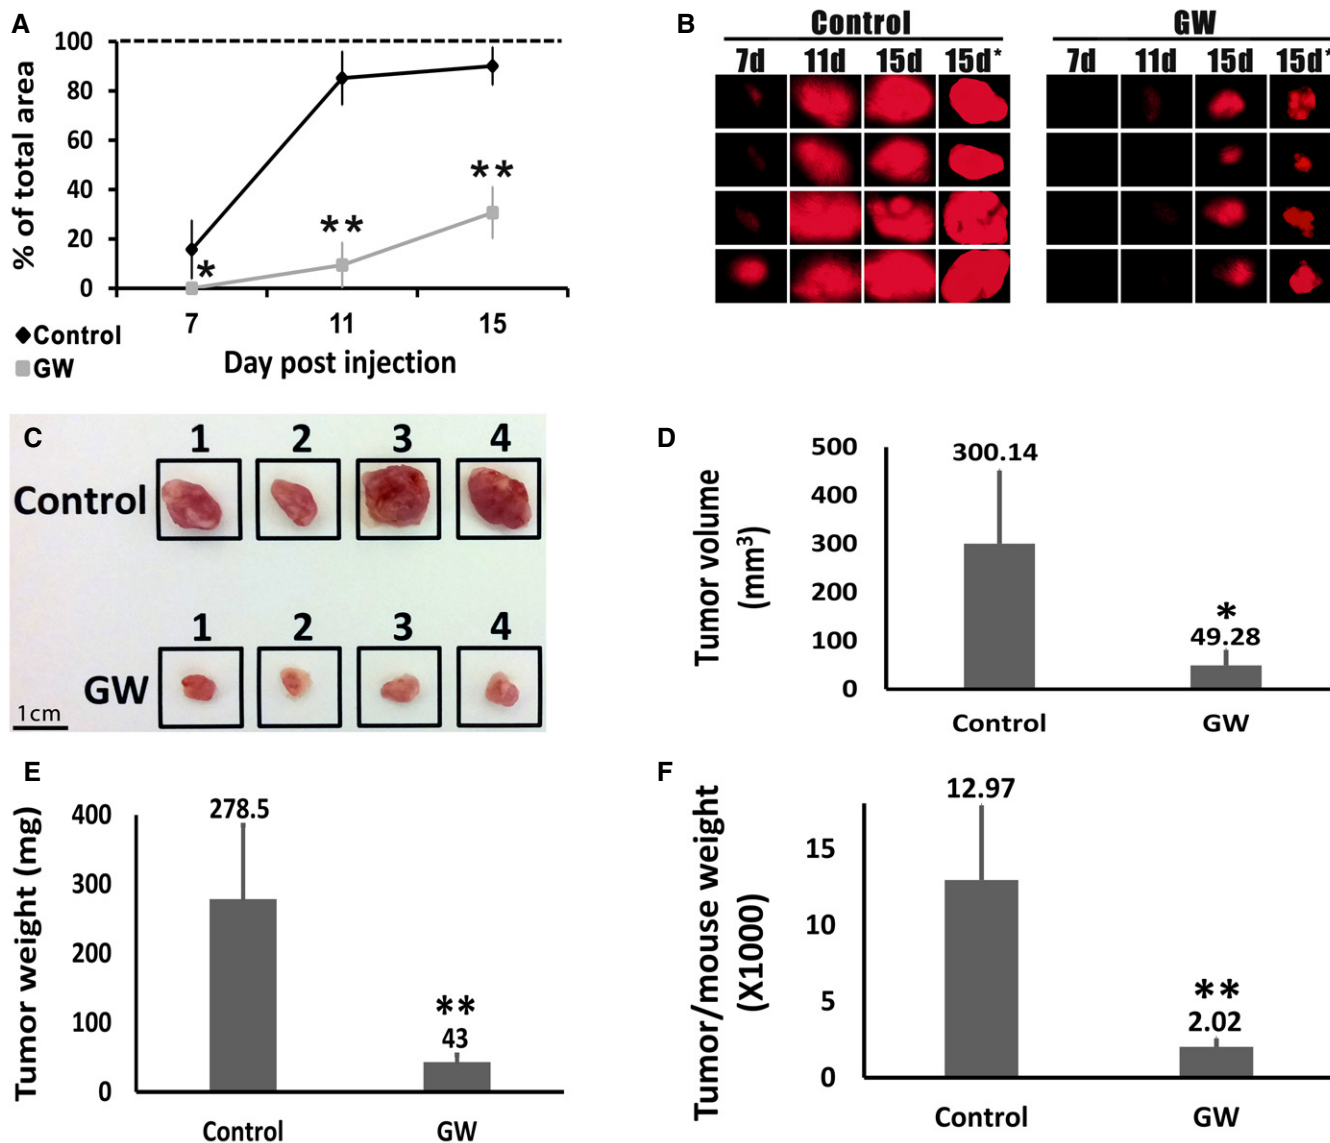 A
% of total area
100
80
60
40
20
0
*
**
**
7 11 15
Day post injection
Control
GW
B
Control GW
7d 11d 15d 15d* 7d 11d 15d 15d*
C
1 2 3 4
Control
1 2 3 4
GW
1cm
D
Tumor volume
(mm³)
500
400
300
200
100
0
300.14
*
49.28
Control GW
E
Tumor weight (mg)
400
300
200
100
0
278.5
**
43
Control GW
F
Tumor/mouse weight
(X1000)
15
10
5
0
12.97
**
2.02
Control GW